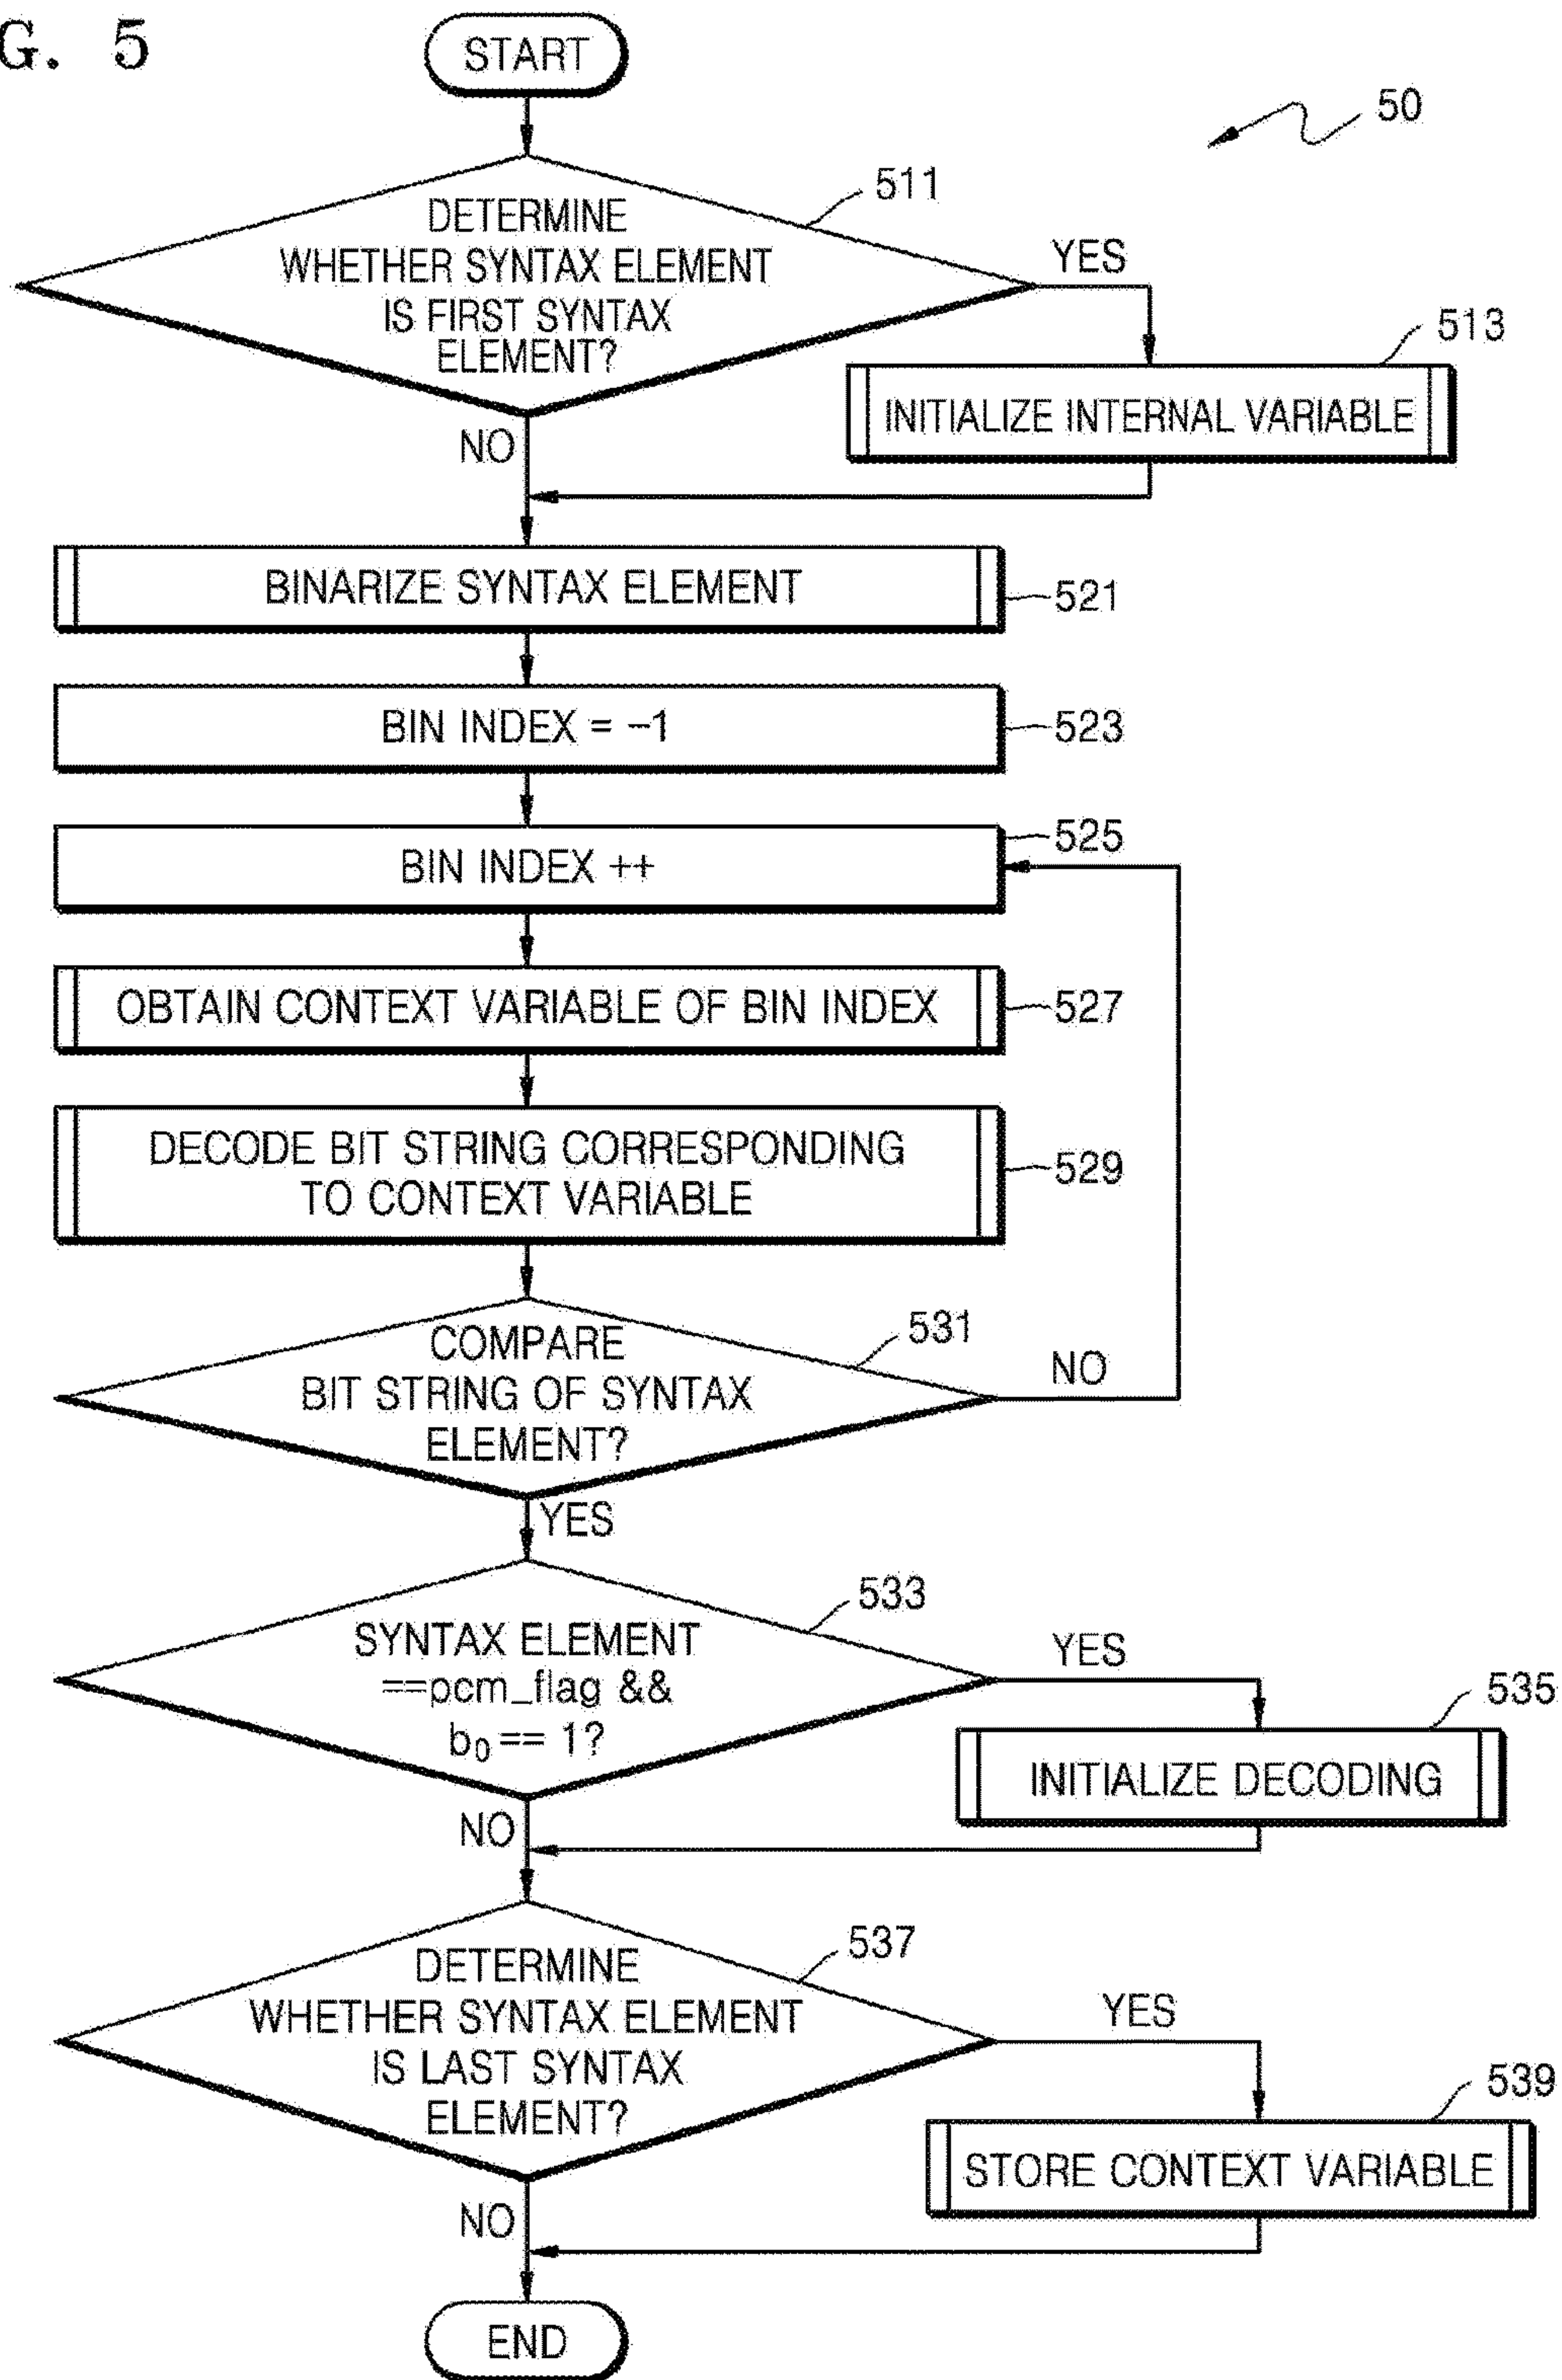 G. 5
START
50
511
DETERMINE
WHETHER SYNTAX ELEMENT
IS FIRST SYNTAX
ELEMENT?
YES
513
INITIALIZE INTERNAL VARIABLE
NO
BINARIZE SYNTAX ELEMENT
521
BIN INDEX = -1
523
525
BIN INDEX ++
OBTAIN CONTEXT VARIABLE OF BIN INDEX
527
DECODE BIT STRING CORRESPONDING
TO CONTEXT VARIABLE
529
531
COMPARE
BIT STRING OF SYNTAX
ELEMENT?
NO
YES
533
SYNTAX ELEMENT
==pcm_flag &&
b0 == 1?
YES
535
INITIALIZE DECODING
NO
537
DETERMINE
WHETHER SYNTAX ELEMENT
IS LAST SYNTAX
ELEMENT?
YES
539
STORE CONTEXT VARIABLE
NO
END